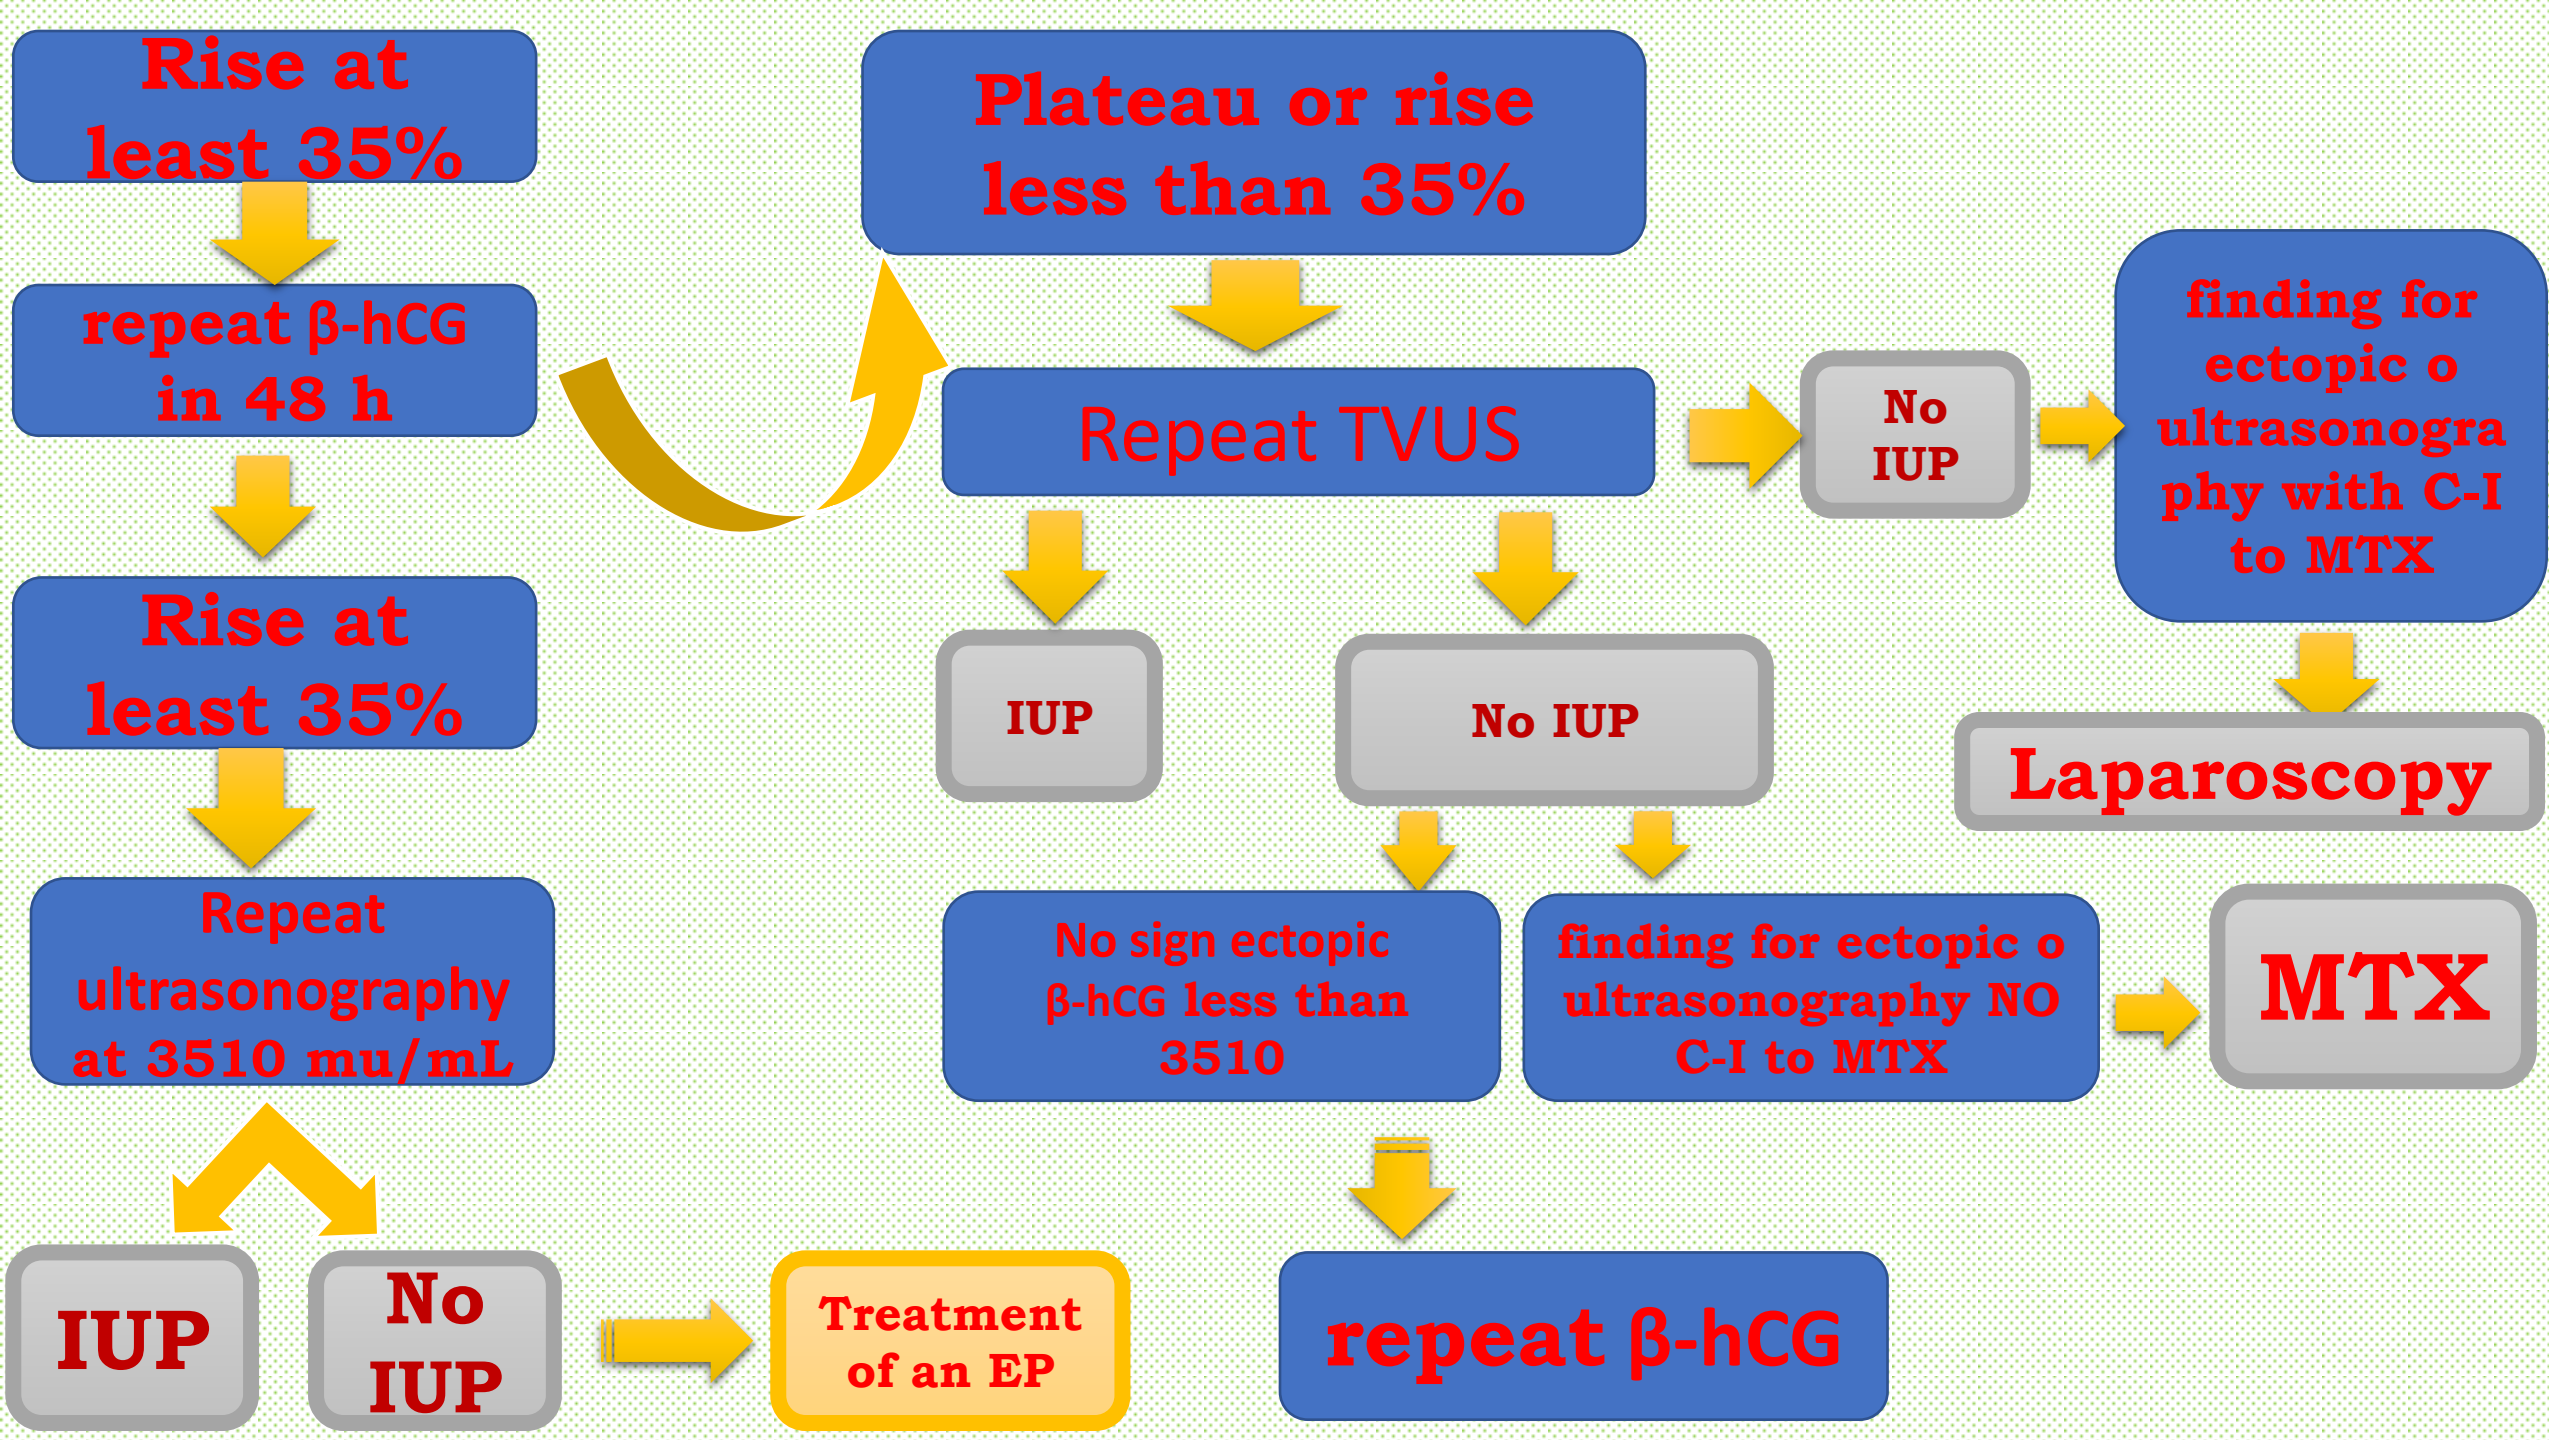 Rise at
least 35%
repeat β-hCG
in 48 h
Rise at
least 35%
Repeat
ultrasonography
at 3510 mu/mL
IUP
No
IUP
Treatment
of an EP
Plateau or rise
less than 35%
Repeat TVUS
IUP
No IUP
No sign ectopic
β-hCG less than
3510
repeat β-hCG
finding for ectopic o
ultrasonography NO
C-I to MTX
MTX
No
IUP
finding for
ectopic o
ultrasonogra
phy with C-I
to MTX
Laparoscopy